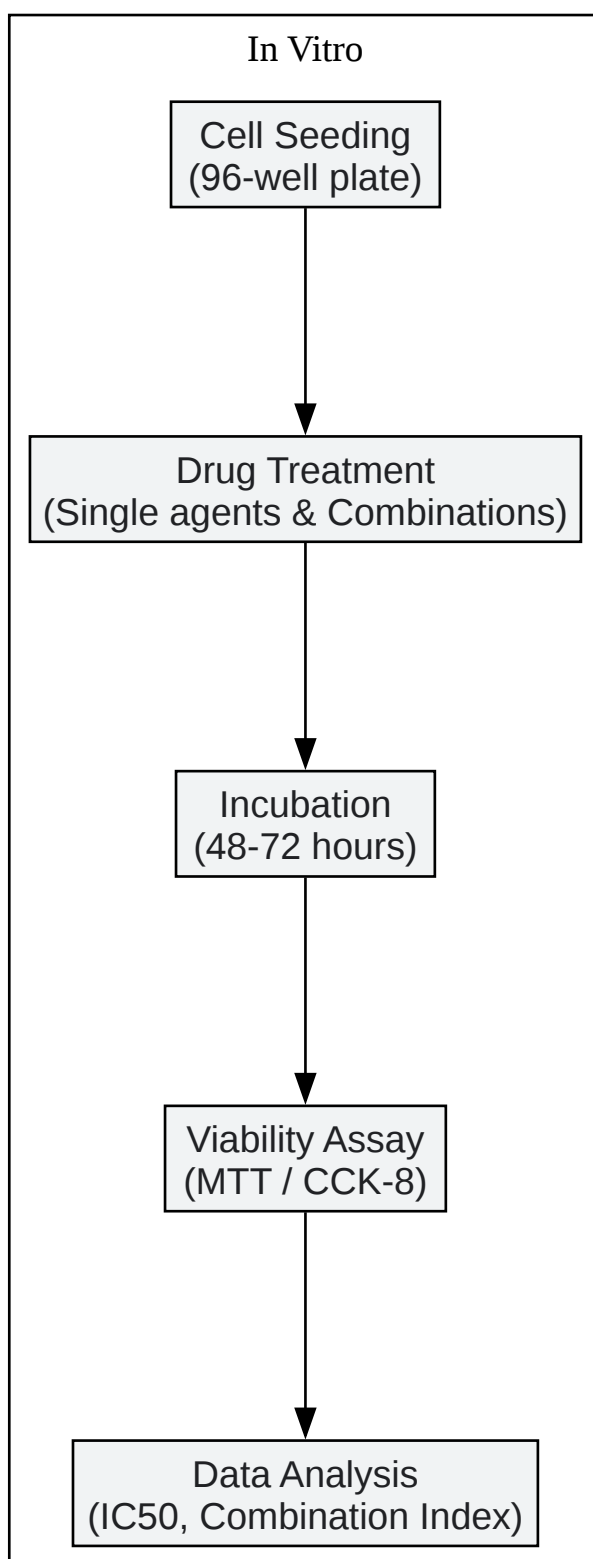 In Vitro
Cell Seeding
(96-well plate)
Drug Treatment
(Single agents & Combinations)
Incubation
(48-72 hours)
Viability Assay
(MTT / CCK-8)
Data Analysis
(IC50, Combination Index)